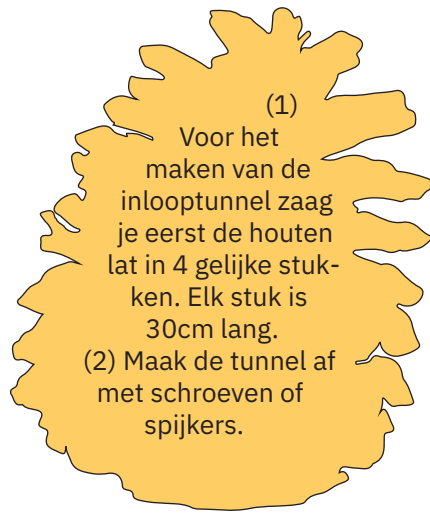 (1)
Voor het
maken van de
inlooptunnel zaag
je eerst de houten
lat in 4 gelijke stuk-
ken. Elk stuk is
30cm lang.
(2) Maak de tunnel af
met schroeven of
spijkers.